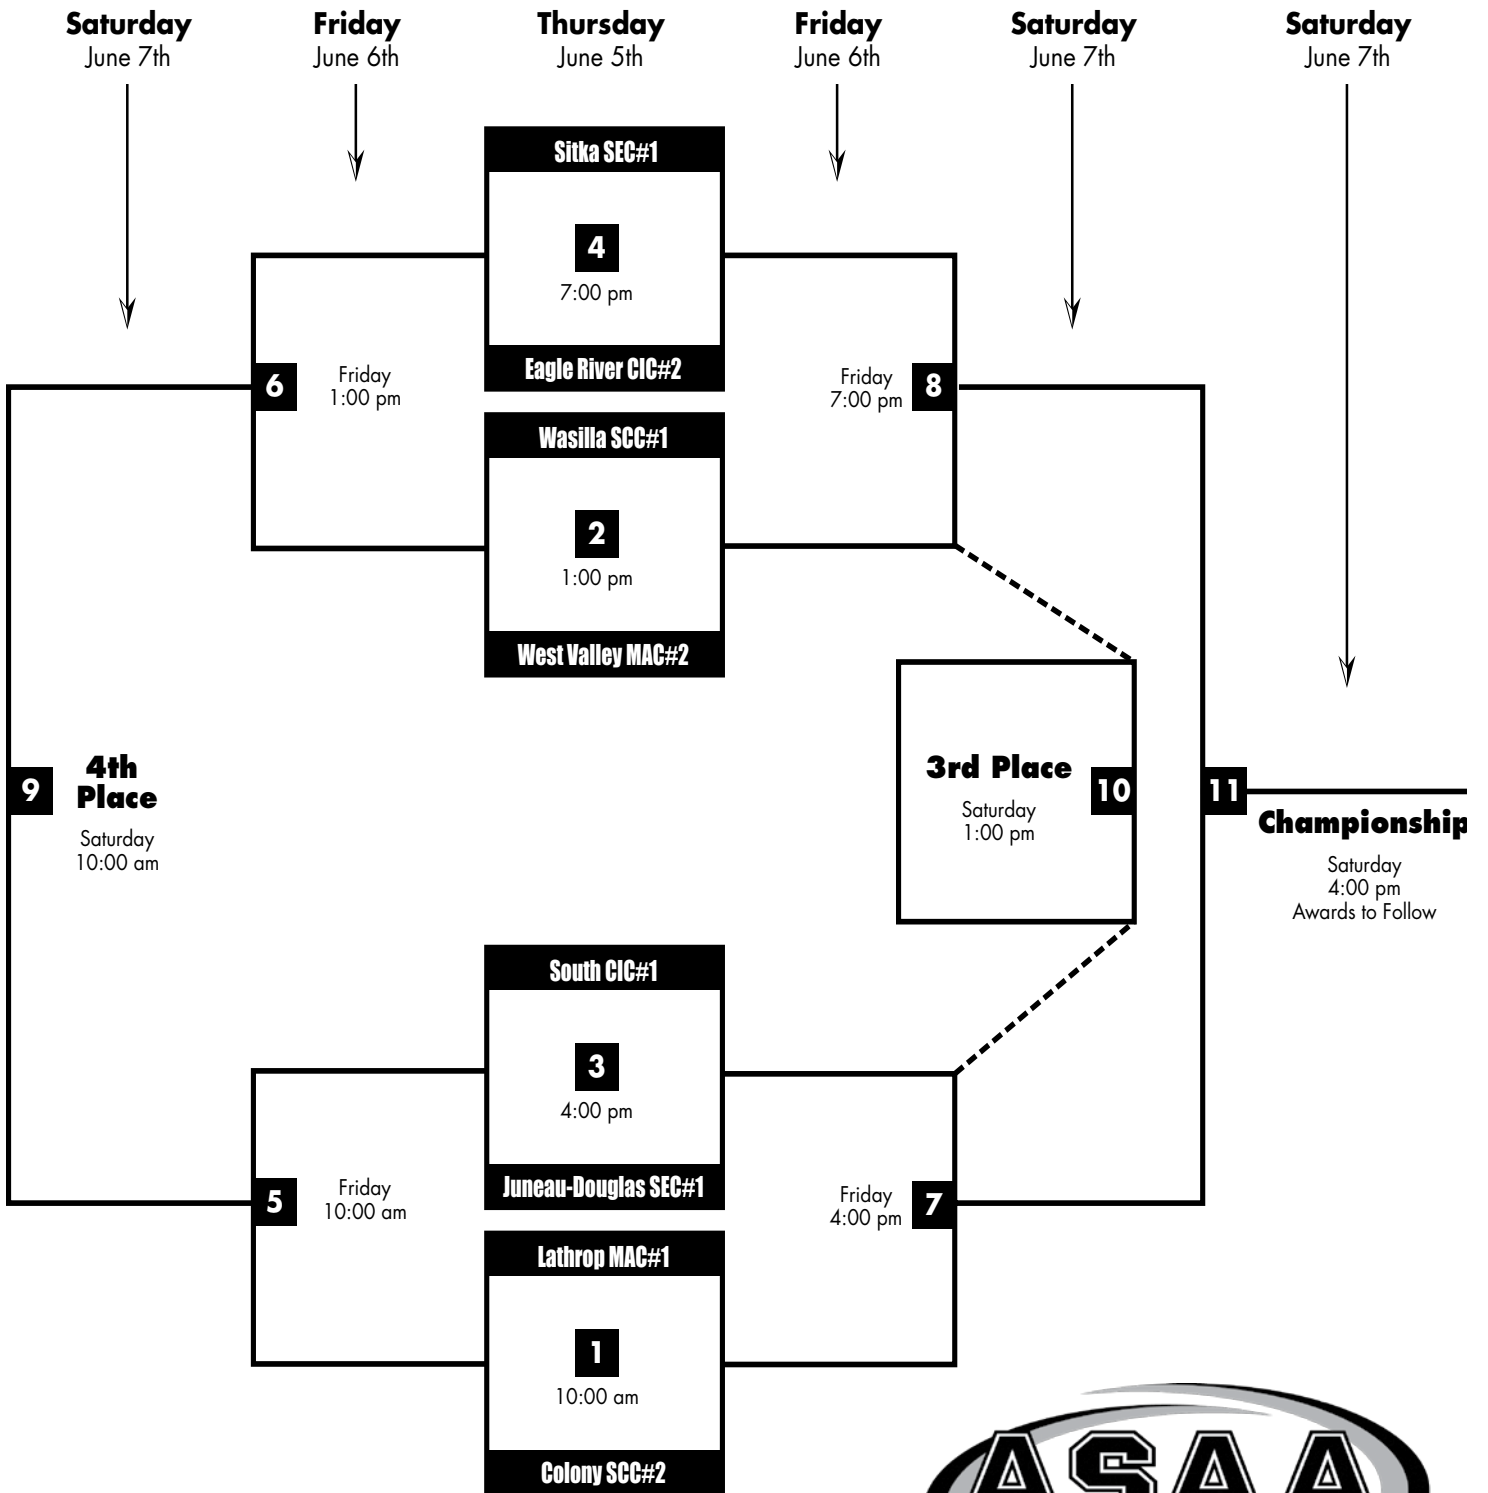 Saturday
June 7th
Friday
June 6th
Thursday
June 5th
Friday
June 6th
Saturday
June 7th
Saturday
June 7th
Sitka SEC#1
4
7:00 pm
Eagle River CIC#2
6
Friday
1:00 pm
Friday
7:00 pm
8
Wasilla SCC#1
2
1:00 pm
West Valley MAC#2
9
4th
Place
Saturday
10:00 am
3rd Place
Saturday
1:00 pm
10
11
Championship
Saturday
4:00 pm
Awards to Follow
South CIC#1
3
4:00 pm
Juneau-Douglas SEC#1
5
Friday
10:00 am
Friday
4:00 pm
7
Lathrop MAC#1
1
10:00 am
Colony SCC#2
ASAA